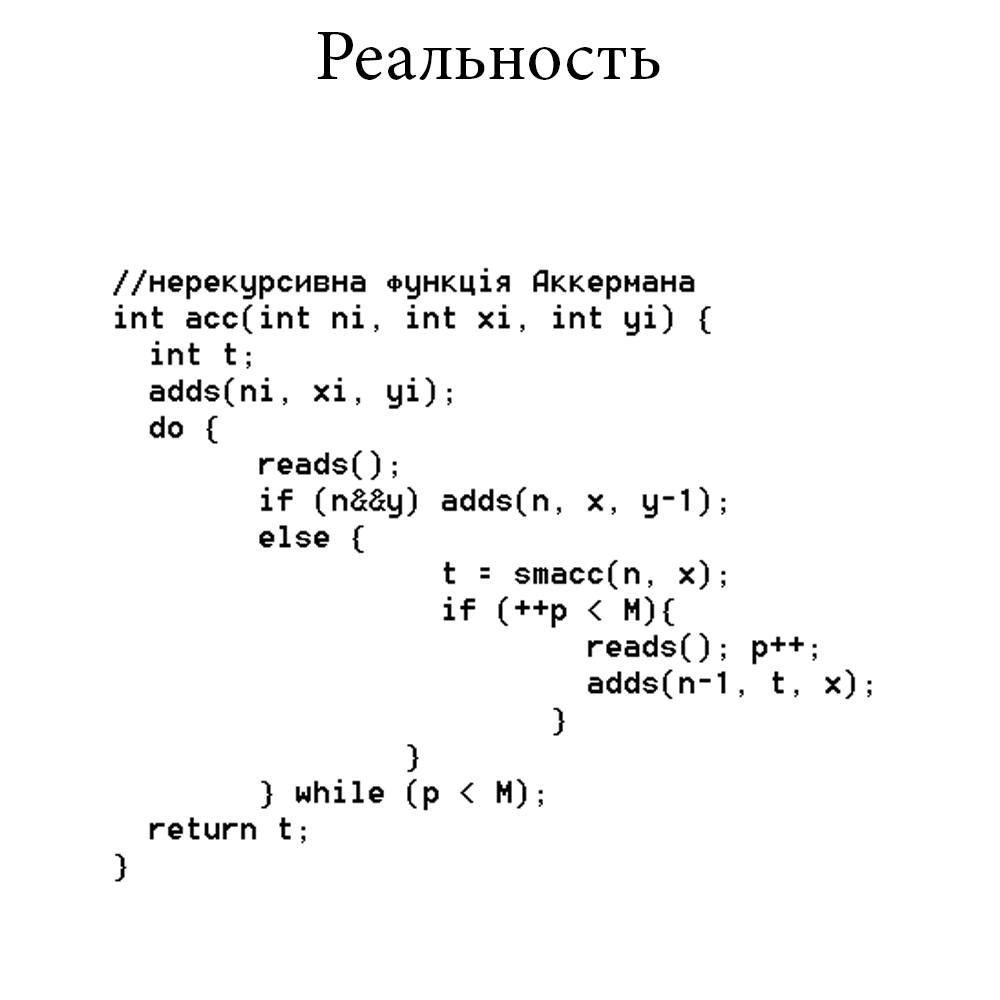 Реальность
//нерекурсивна функція Аккермана
int acc(int ni, int xi, int yi) {
int t;
adds(ni, xi, yi);
do {
reads();
if (n&&y) adds(n, x, y-1);
else {
t = smacc(n, x);
if (++p < M){
reads(); p++;
adds(n-1, t, x);
}
}
} while (p < M);
return t;
}